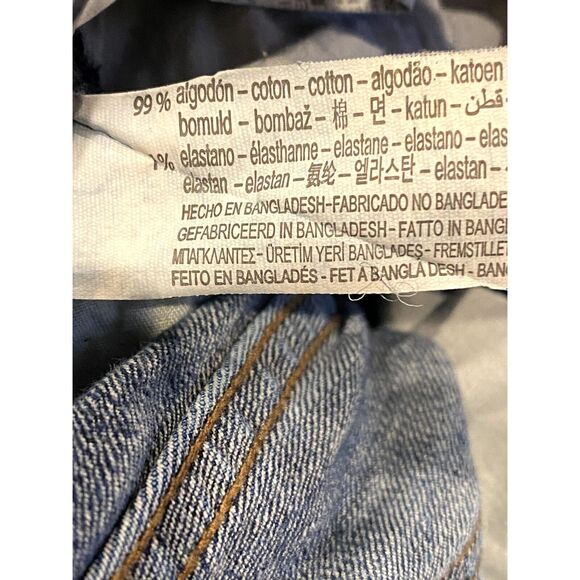 99% algodón – coton – cotton – algodão – katoen
bomuld – bombaž – 棉 – 면 – katun – قطن –
% elastano – élasthanne – elastane – elastano – elas
elastan – elastan – 氨纶 – 엘라스탄 – elastan –
HECHO EN BANGLADESH-FABRICADO NO BANGLADE
GEFABRICEERD IN BANGLADESH - FATTO IN BANG
ΜΠΑΓΚΛΑΝΤΕΣ- ÜRETİM YERİ BANGLADEŞ - FREMSTILLET
FEITO EN BANGLADÉS - FET A BANGLA DESH - BANG